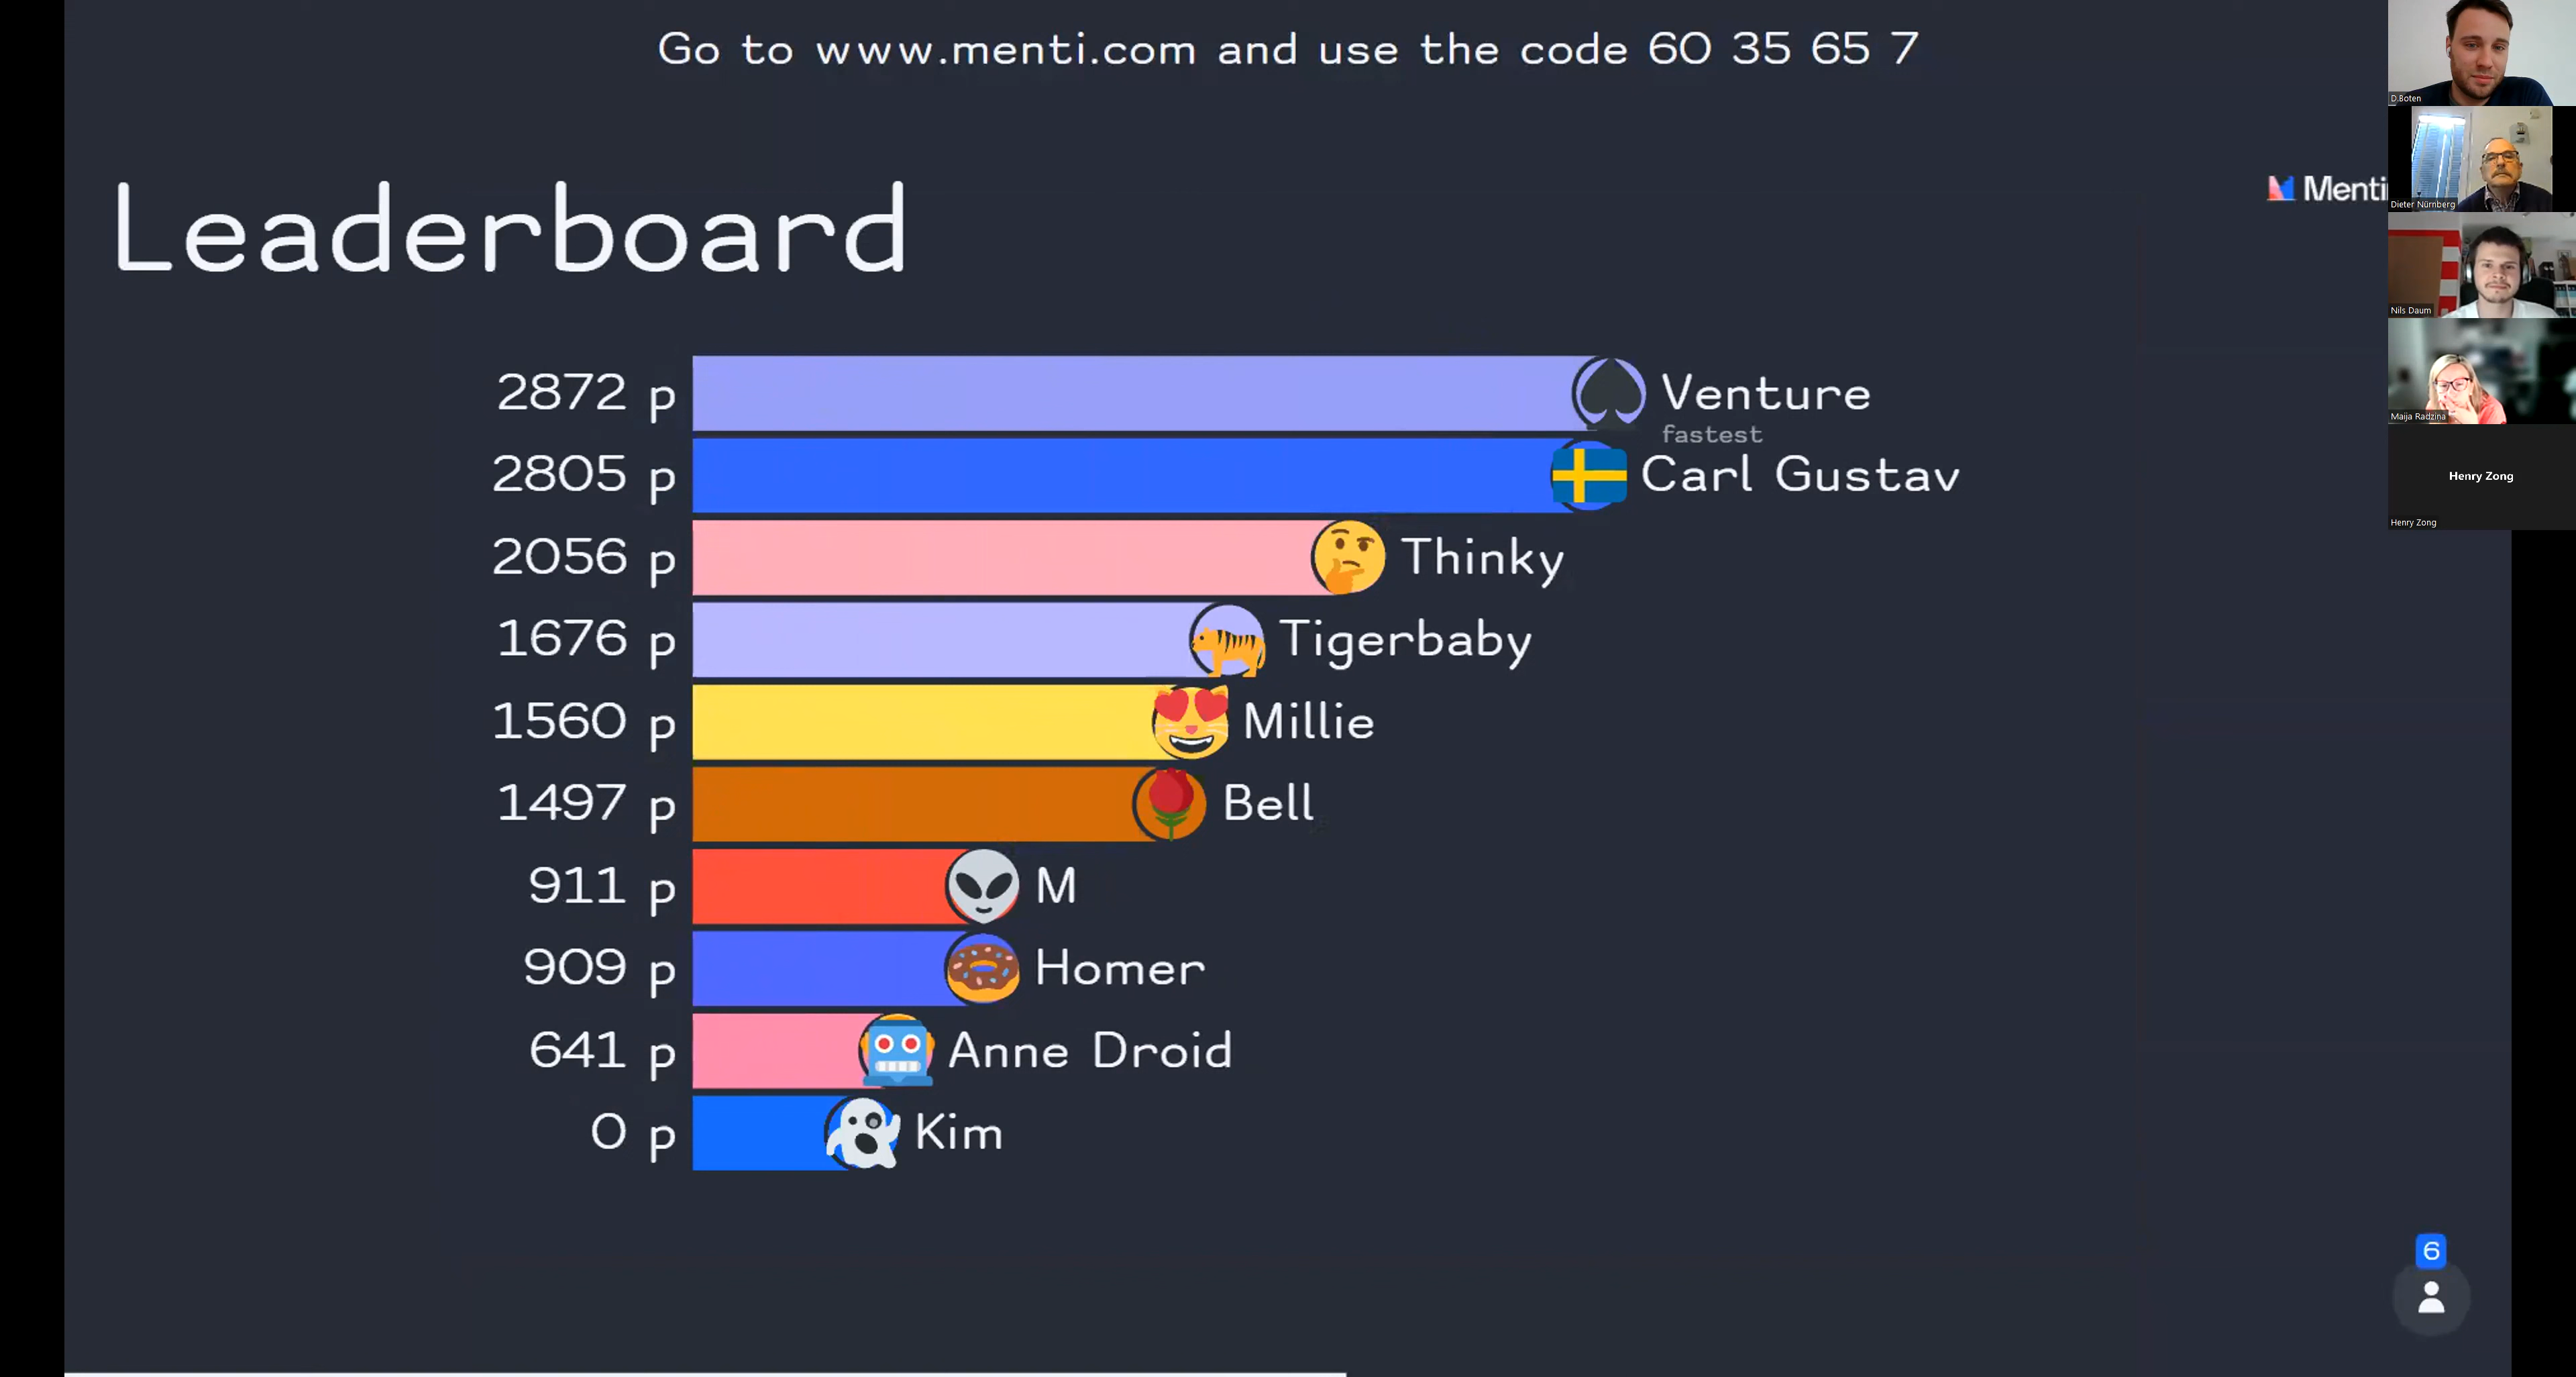 Go to www.menti.com and use the code 60 35 65 7
Leaderboard
Menti
2872 p Venture
fastest
2805 p Carl Gustav
2056 p Thinky
1676 p Tigerbaby
1560 p Millie
1497 p Bell
911 p M
909 p Homer
641 p Anne Droid
0 p Kim
6
D.Boten
Dieter Nürnberg
Nils Daum
Maija Radzina
Henry Zong
Henry Zong